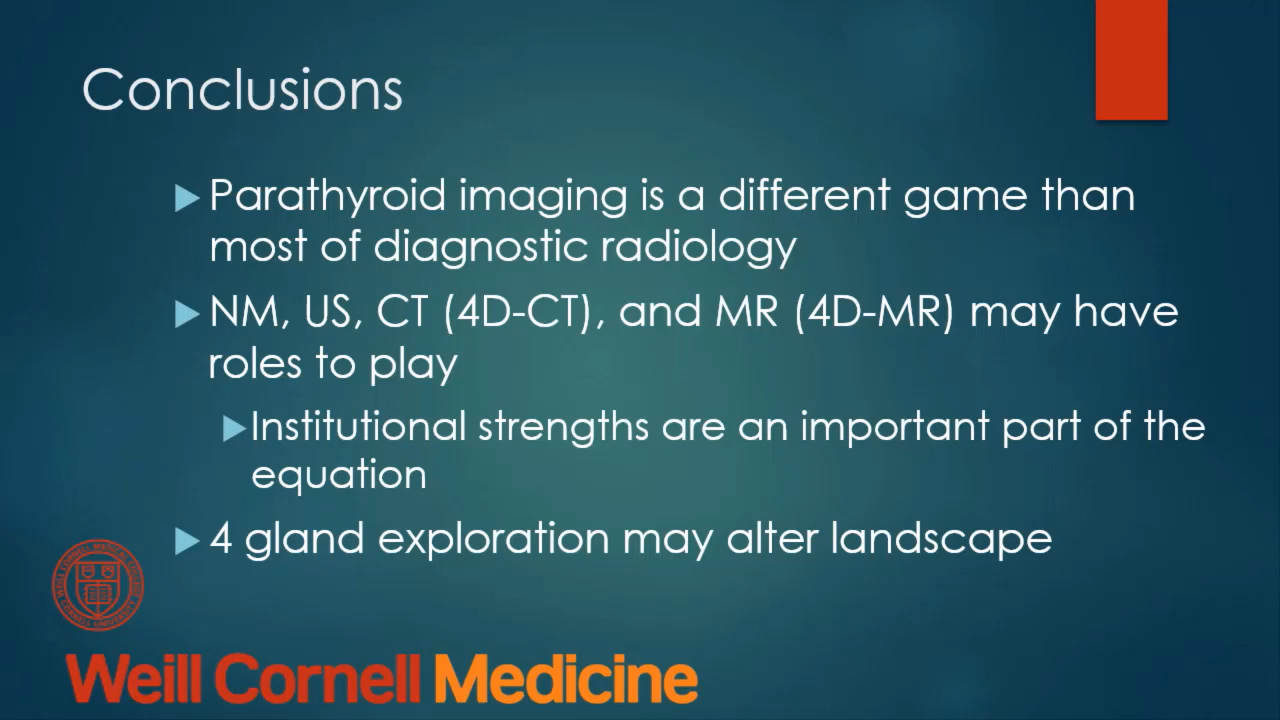 Conclusions
Parathyroid imaging is a different game than
most of diagnostic radiology
NM, US, CT (4D-CT), and MR (4D-MR) may have
roles to play
Institutional strengths are an important part of the
equation
4 gland exploration may alter landscape
Weill Cornell Medicine